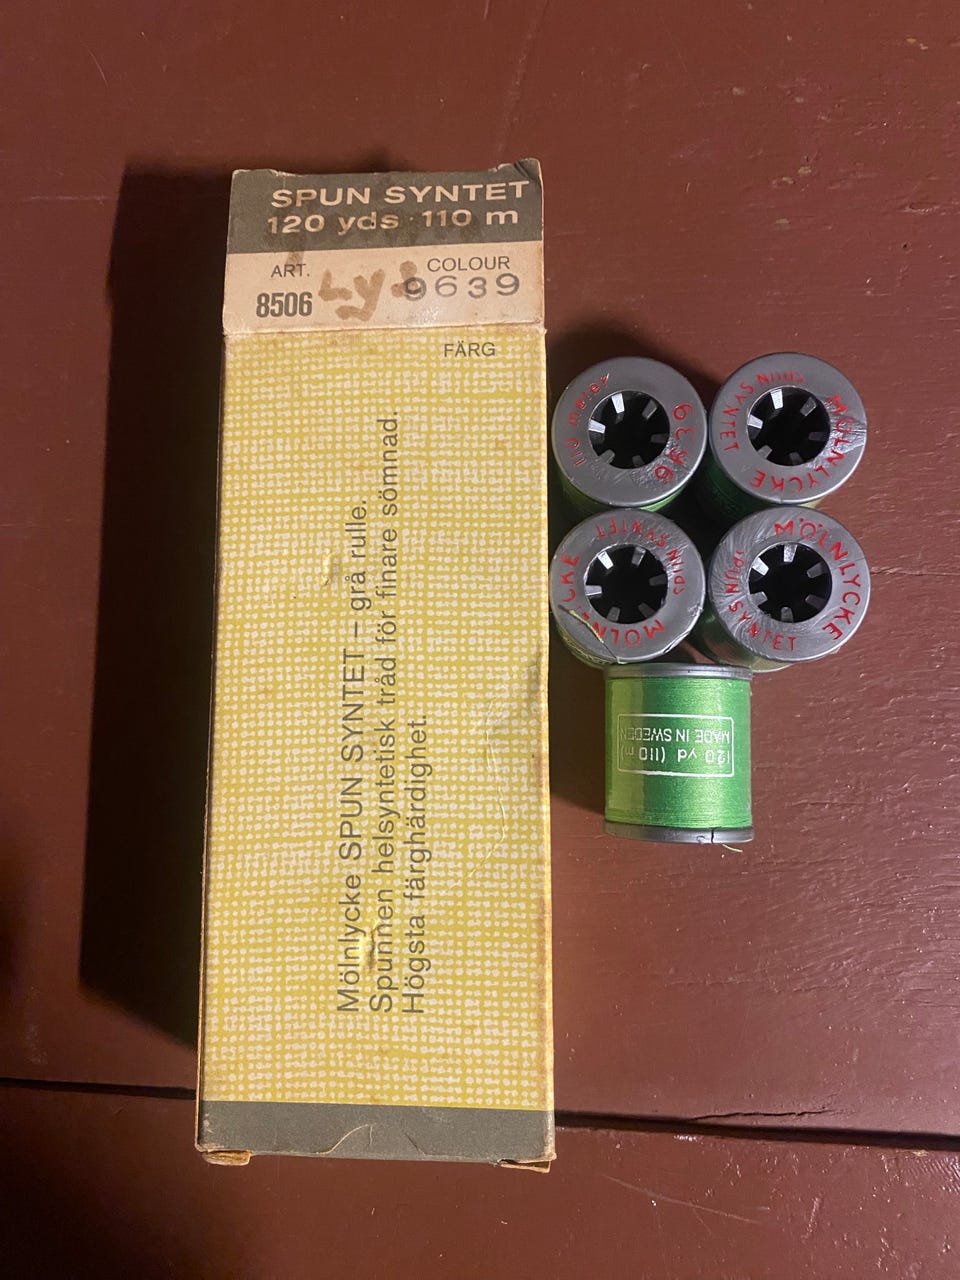 SPUN SYNTET
120 yds 110 m
ART.
COLOUR
8506
9639
FÄRG
Mölnlycke SPUN SYNTET – grå rulle.
Spunnen helsyntetisk tråd för finare sömnad.
Högsta färghärdighet.
MÖLNLYCKE
SPUN SYNTET
MÖLNLYCKE
SPUN SYNTET
MÖLNLYCKE
SPUN SYNTET
120 yd (110 m)
MADE IN SWEDEN